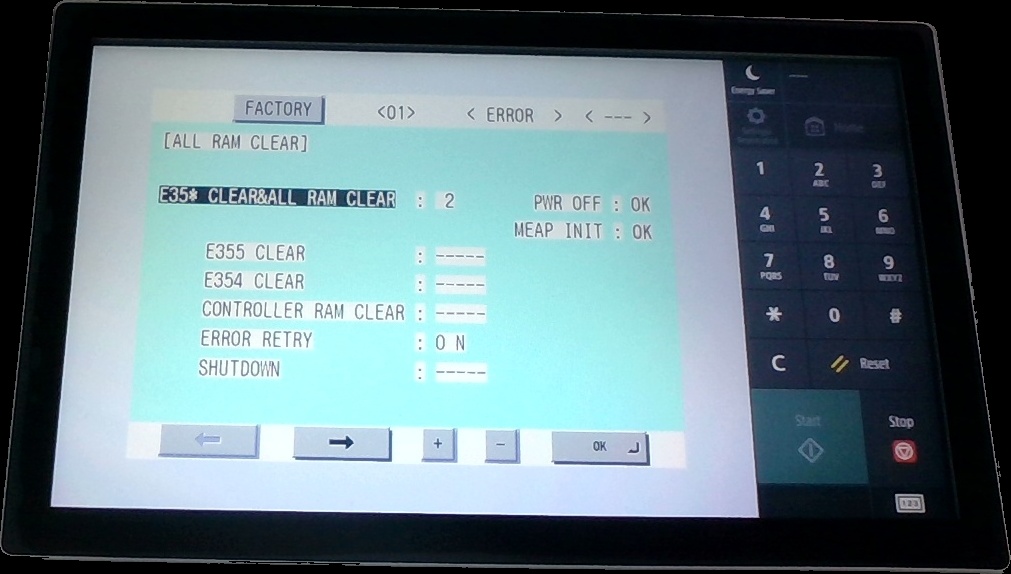 FACTORY <01> < ERROR > < --- >
[ALL RAM CLEAR]
E35* CLEAR&ALL RAM CLEAR : 2 PWR OFF : OK
MEAP INIT : OK
E355 CLEAR : -----
E354 CLEAR : -----
CONTROLLER RAM CLEAR : -----
ERROR RETRY : O N
SHUTDOWN : -----
+ - OK
Energy Saver
Home
1 2 ABC 3 DEF
4 GHI 5 JKL 6 MNO
7 PQRS 8 TUV 9 WXYZ
* 0 #
C Reset
Start Stop
123